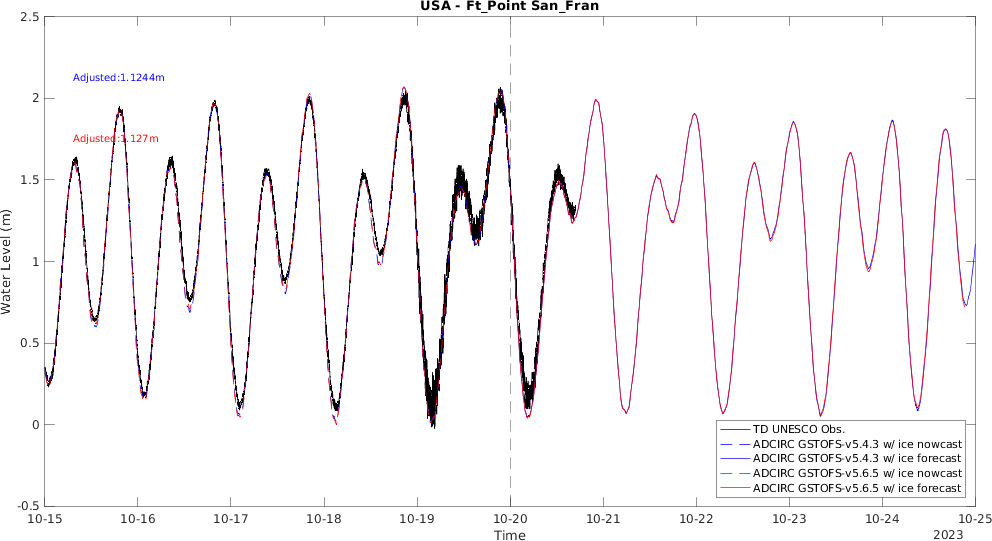 USA - Ft_Point San_Fran
2.5
2
1.5
1
0.5
0
-0.5
Water Level (m)
Adjusted:1.1244m
Adjusted:1.127m
TD UNESCO Obs.
ADCIRC GSTOFS-v5.4.3 w/ ice nowcast
ADCIRC GSTOFS-v5.4.3 w/ ice forecast
ADCIRC GSTOFS-v5.6.5 w/ ice nowcast
ADCIRC GSTOFS-v5.6.5 w/ ice forecast
10-15 10-16 10-17 10-18 10-19 10-20 10-21 10-22 10-23 10-24 10-25
Time
2023